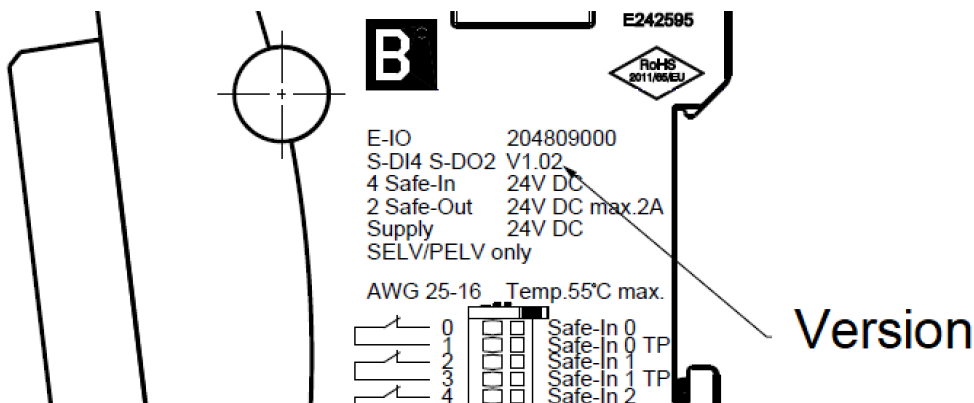 E242595
B
RoHS
2011/65/EU
E-IO 204809000
S-DI4 S-DO2 V1.02
4 Safe-In 24V DC
2 Safe-Out 24V DC max.2A
Supply 24V DC
SELV/PELV only
AWG 25-16 Temp.55°C max.
Version
0 Safe-In 0
1 Safe-In 0 TP
2 Safe-In 1
3 Safe-In 1 TP
4 Safe-In 2